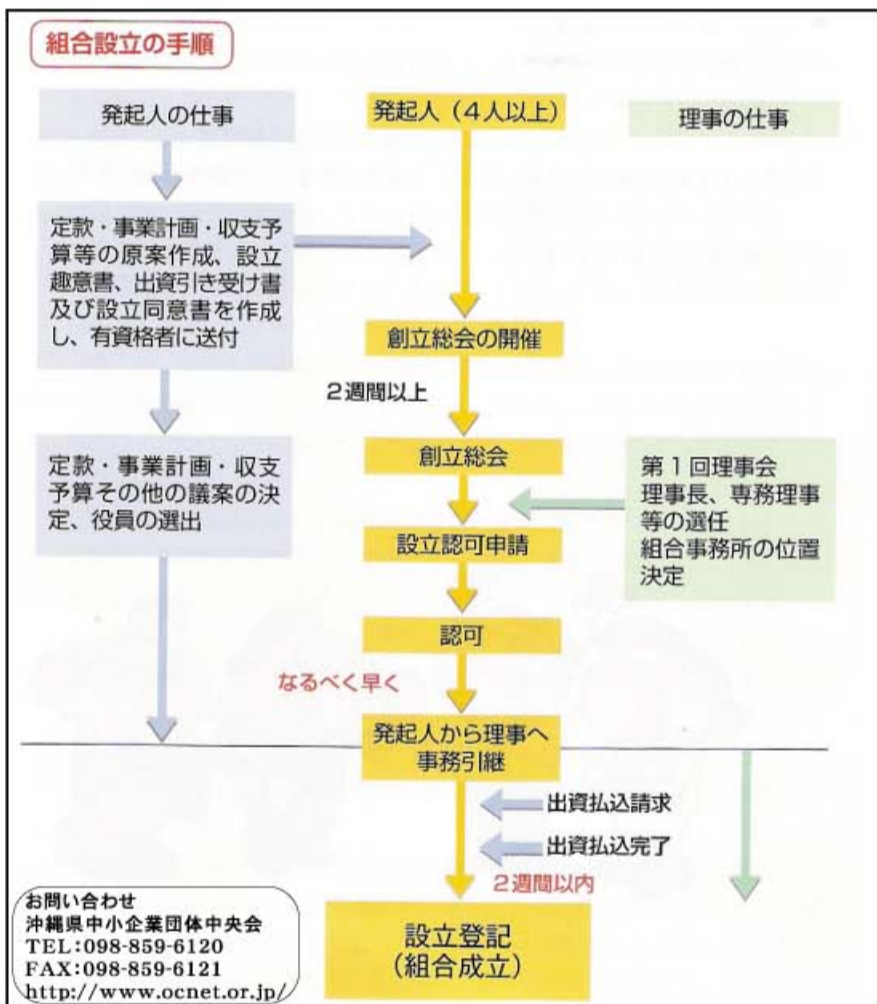 組合設立の手順
発起人の仕事
発起人（４人以上）
理事の仕事
定款・事業計画・収支予
算等の原案作成、設立
趣意書、出資引き受け書
及び設立同意書を作成
し、有資格者に送付
創立総会の開催
２週間以上
定款・事業計画・収支
予算その他の議案の決
定、役員の選出
創立総会
第１回理事会
理事長、専務理事
等の選任
組合事務所の位置
決定
設立認可申請
認可
なるべく早く
発起人から理事へ
事務引継
出資払込請求
出資払込完了
２週間以内
設立登記
（組合成立）
お問い合わせ
沖縄県中小企業団体中央会
TEL:098-859-6120
FAX:098-859-6121
http://www.ocnet.or.jp/